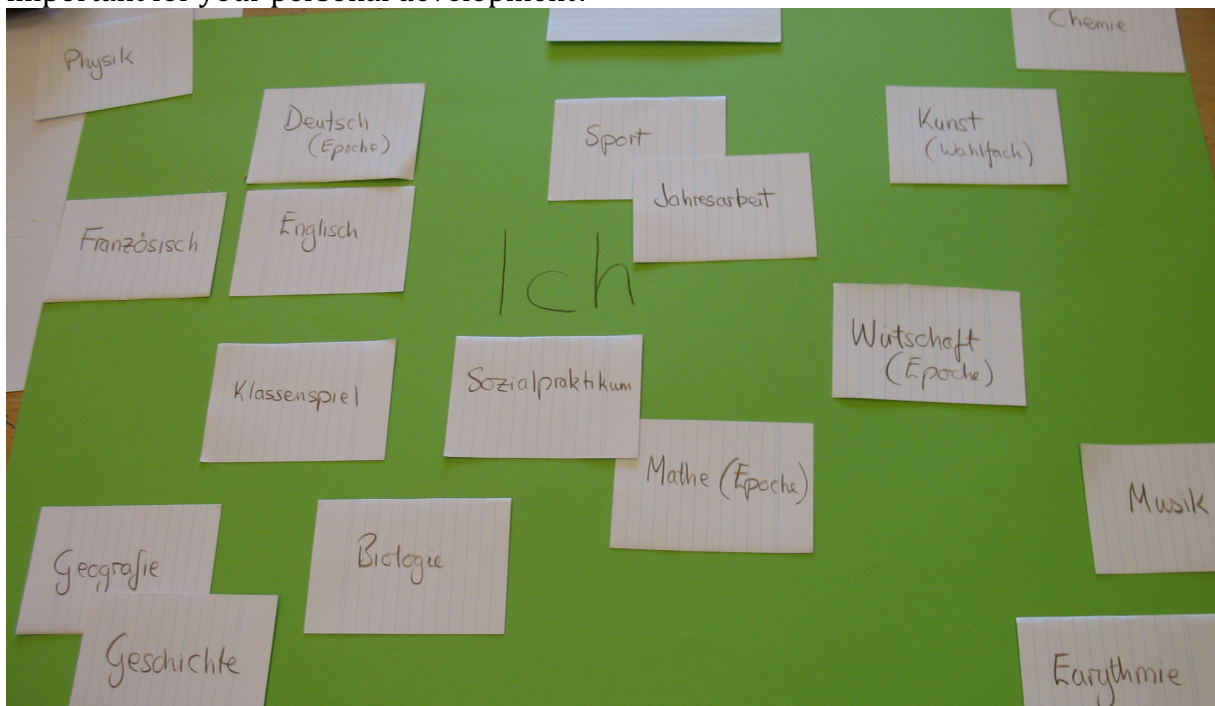 important for your personal development.
Physik
Chemie
Deutsch
(Epoche)
Sport
Kunst
(Wahlfach)
Jahresarbeit
Französisch
Englisch
Ich
Wirtschaft
(Epoche)
Klassenspiel
Sozialpraktikum
Mathe (Epoche)
Musik
Geografie
Biologie
Geschichte
Eurythmie